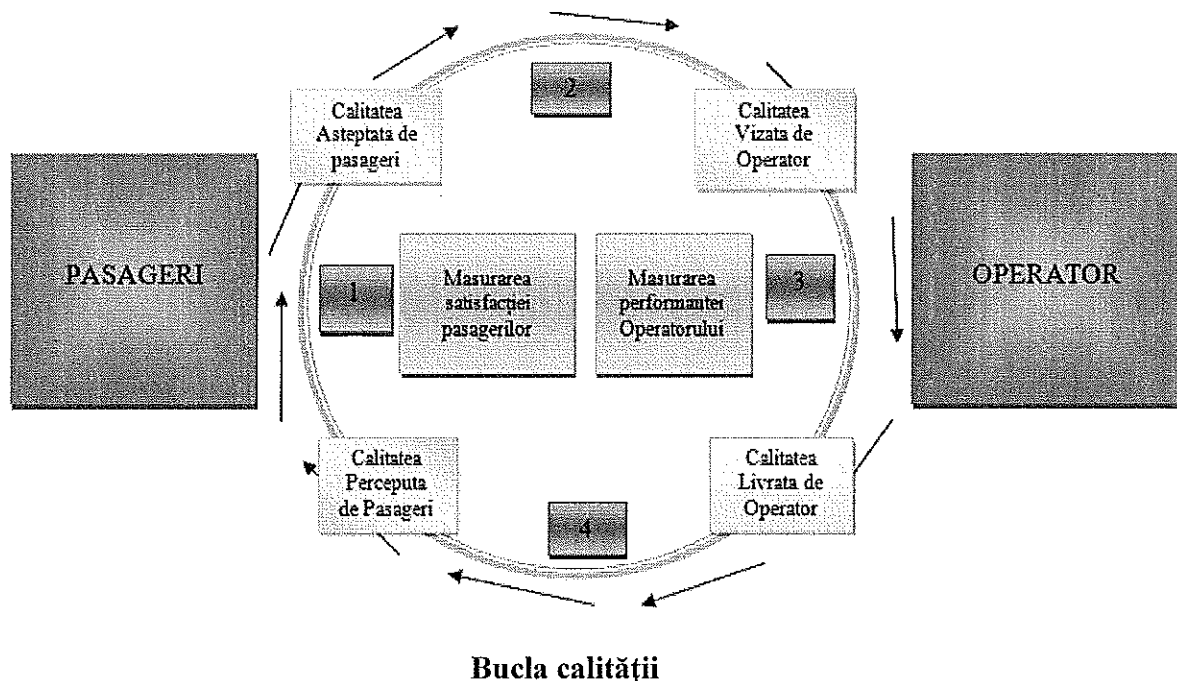 2
Calitatea
Asteptata de
pasageri
Calitatea
Vizata de
Operator
PASAGERI
1
Masurarea
satisfacției
pasagerilor
Masurarea
performantei
Operatorului
3
OPERATOR
Calitatea
Perceputa
de Pasageri
4
Calitatea
Livrata de
Operator
Bucla calității